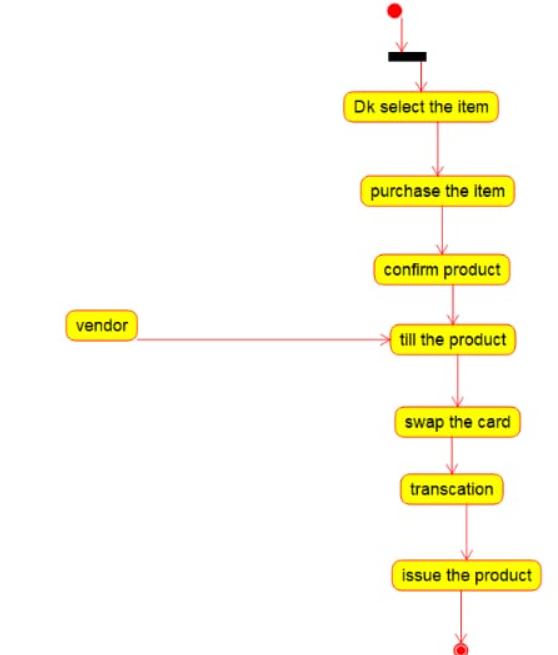 Dk select the item
purchase the item
confirm product
vendor
till the product
swap the card
transcation
issue the product